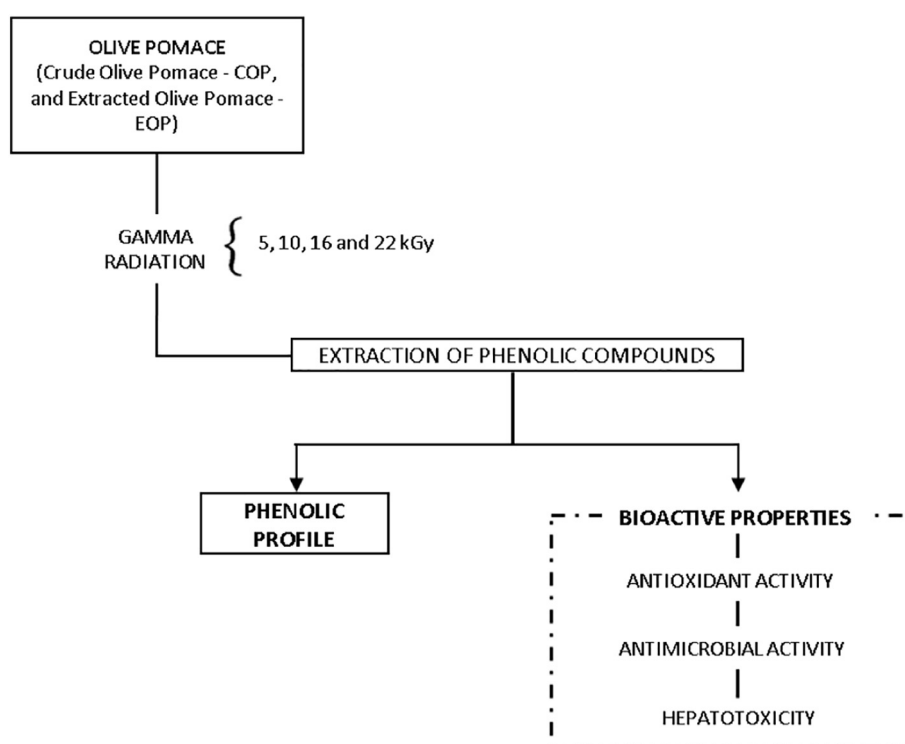 OLIVE POMACE
(Crude Olive Pomace - COP,
and Extracted Olive Pomace -
EOP)
GAMMA
RADIATION
5, 10, 16 and 22 kGy
EXTRACTION OF PHENOLIC COMPOUNDS
PHENOLIC
PROFILE
BIOACTIVE PROPERTIES
ANTIOXIDANT ACTIVITY
ANTIMICROBIAL ACTIVITY
HEPATOTOXICITY